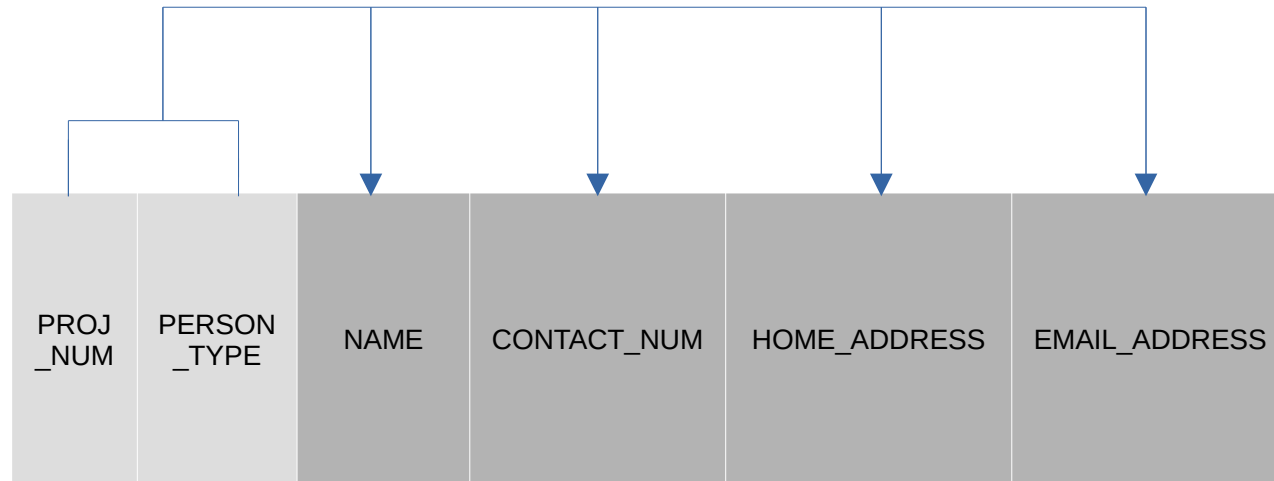 PROJ
_NUM
PERSON
_TYPE
NAME
CONTACT_NUM
HOME_ADDRESS
EMAIL_ADDRESS